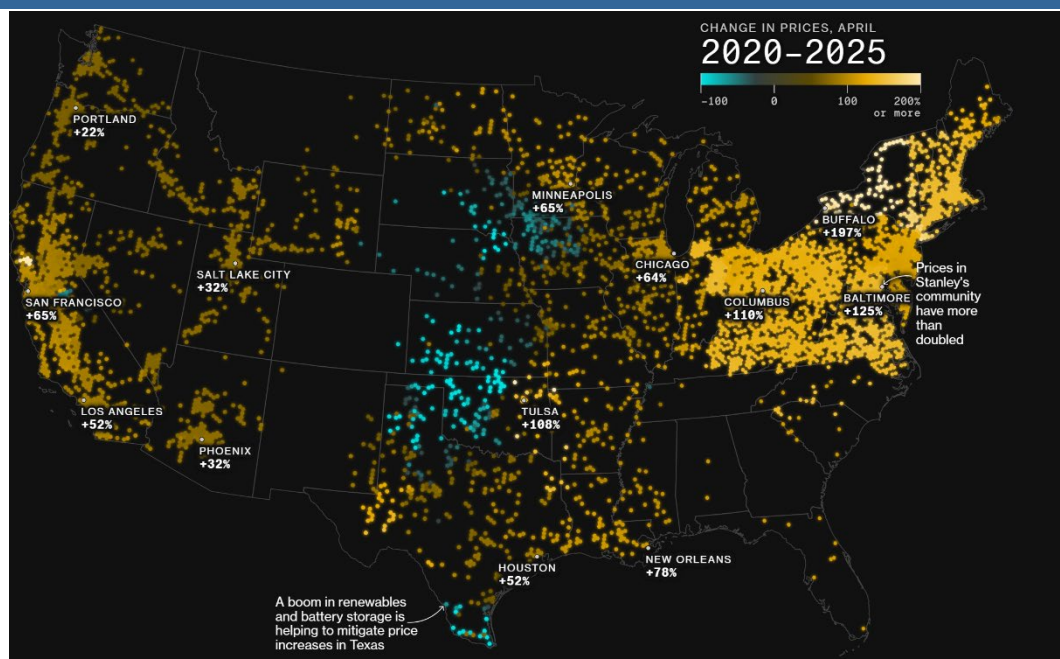 CHANGE IN PRICES, APRIL
2020–2025
-100 0 100 200%
or more
PORTLAND
+22%
MINNEAPOLIS
+65%
BUFFALO
+197%
SALT LAKE CITY
+32%
CHICAGO
+64%
SAN FRANCISCO
+65%
COLUMBUS
+110%
BALTIMORE
+125%
Prices in
Stanley's
community
have more
than
doubled
LOS ANGELES
+52%
TULSA
+108%
PHOENIX
+32%
HOUSTON
+52%
NEW ORLEANS
+78%
A boom in renewables
and battery storage is
helping to mitigate price
increases in Texas